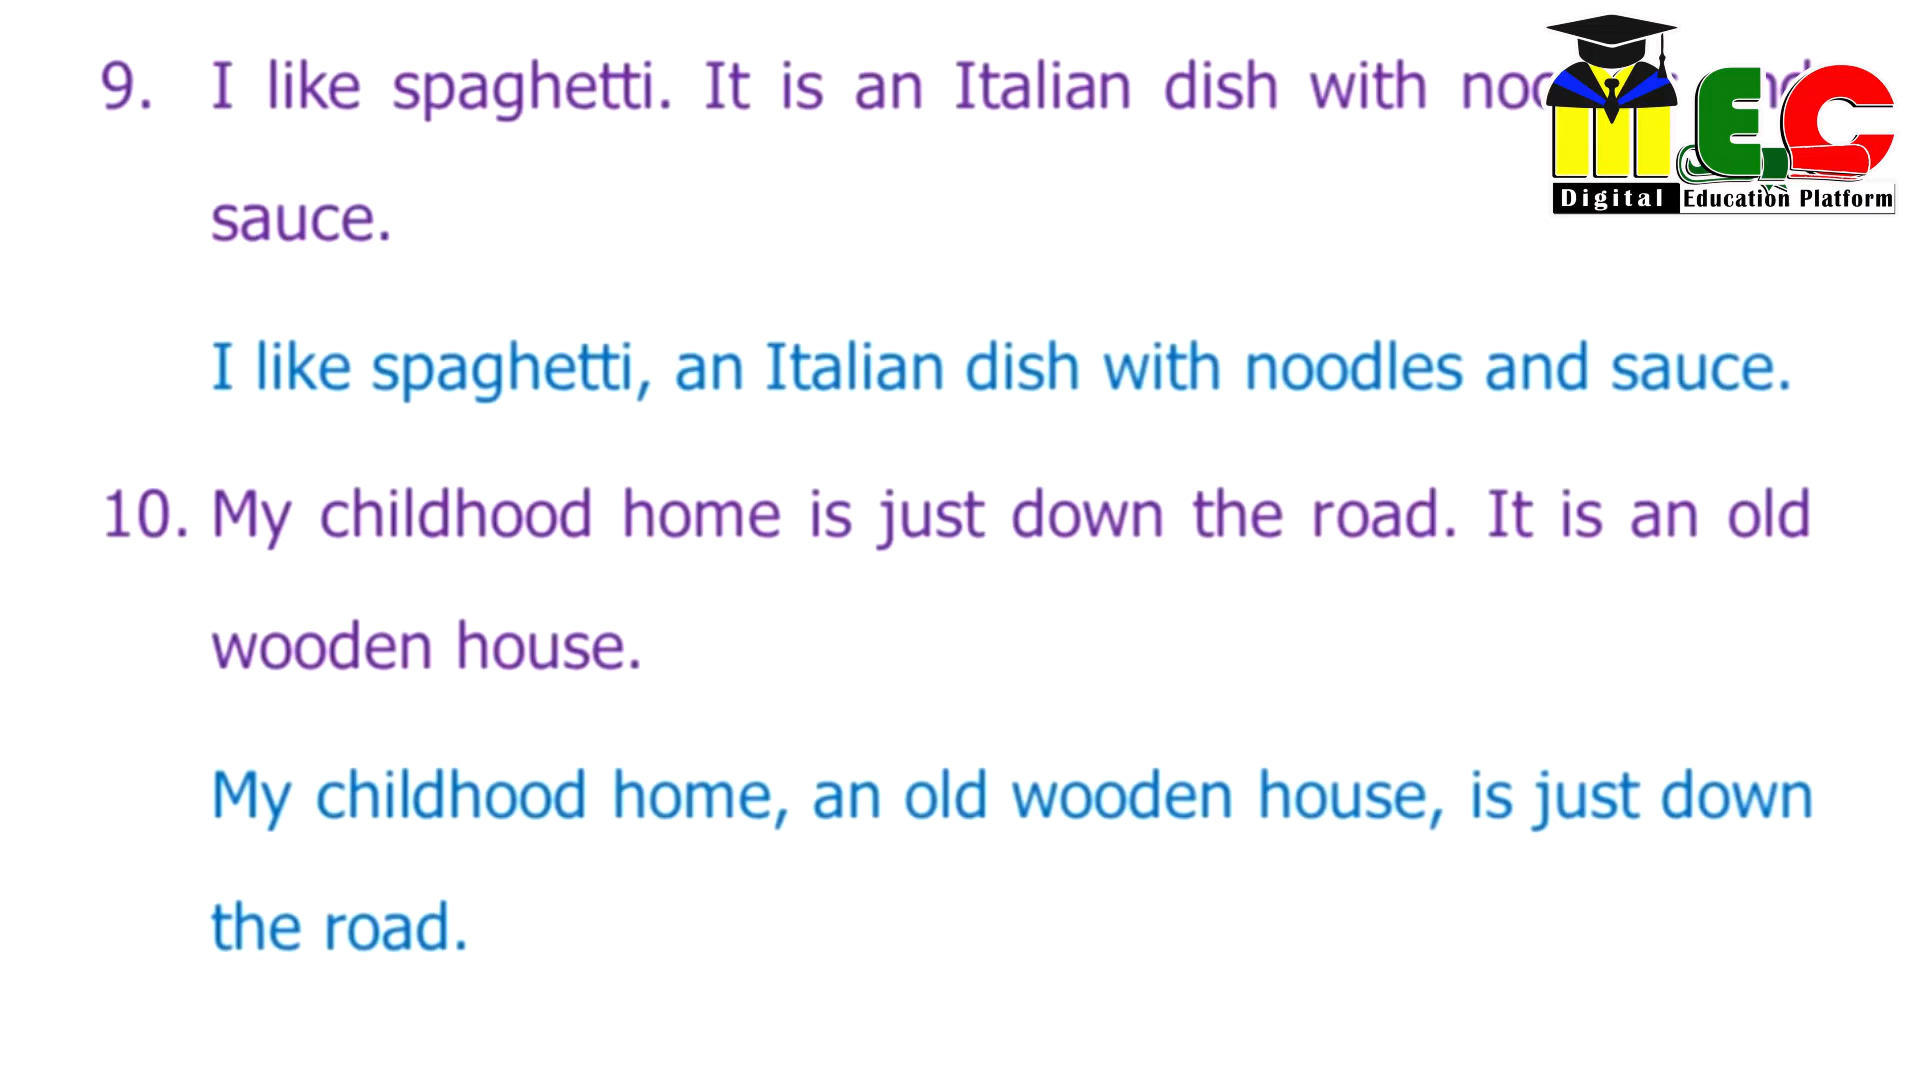 9. I like spaghetti. It is an Italian dish with
sauce.
I like spaghetti, an Italian dish with noodles and sauce.
10. My childhood home is just down the road. It is an old
wooden house.
My childhood home, an old wooden house, is just down
the road.
mEC
Digital Education Platform